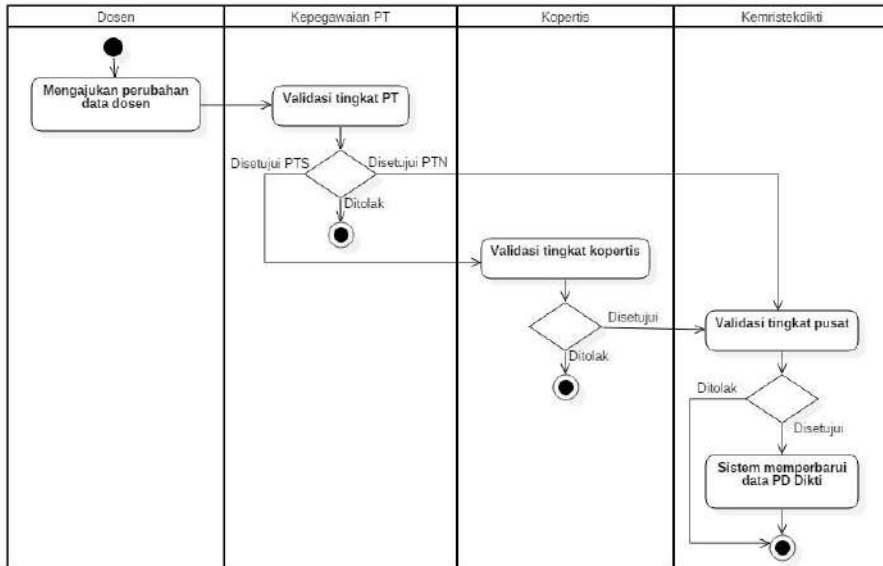 Dosen
Kepegawaian PT
Kopertis
Kemristekdikti
Mengajukan perubahan
data dosen
Validasi tingkat PT
Disetujui PTS
Disetujui PTN
Ditolak
Validasi tingkat kopertis
Disetujui
Ditolak
Validasi tingkat pusat
Ditolak
Disetujui
Sistem memperbarui
data PD Dikti